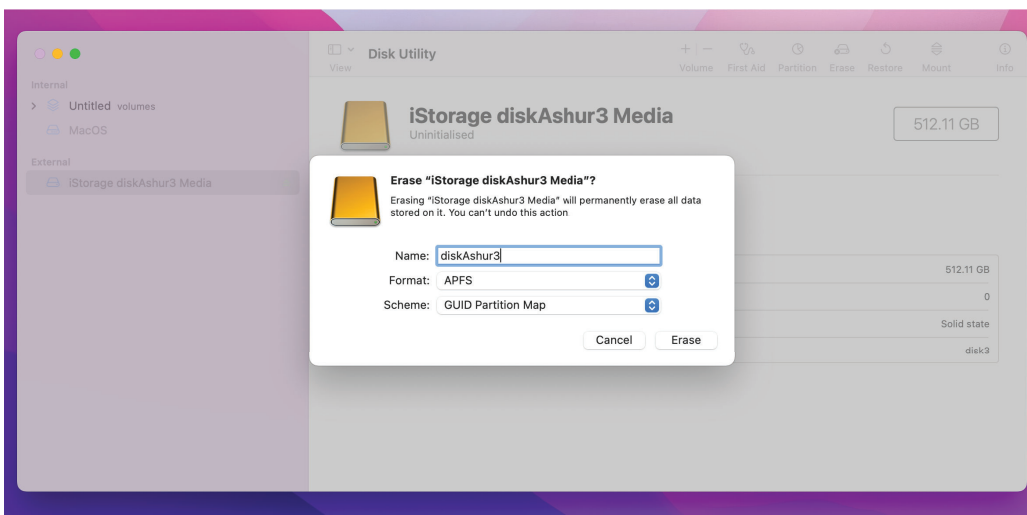 Disk Utility
View
Volume First Aid Partition Erase Restore Mount Info
Internal
Untitled volumes
MacOS
External
iStorage diskAshur3 Media
iStorage diskAshur3 Media
Uninitialised
512.11 GB
Erase “iStorage diskAshur3 Media”?
Erasing “iStorage diskAshur3 Media” will permanently erase all data
stored on it. You can’t undo this action
Name: diskAshur3
Format: APFS
Scheme: GUID Partition Map
Cancel Erase
512.11 GB
0
Solid state
disk3